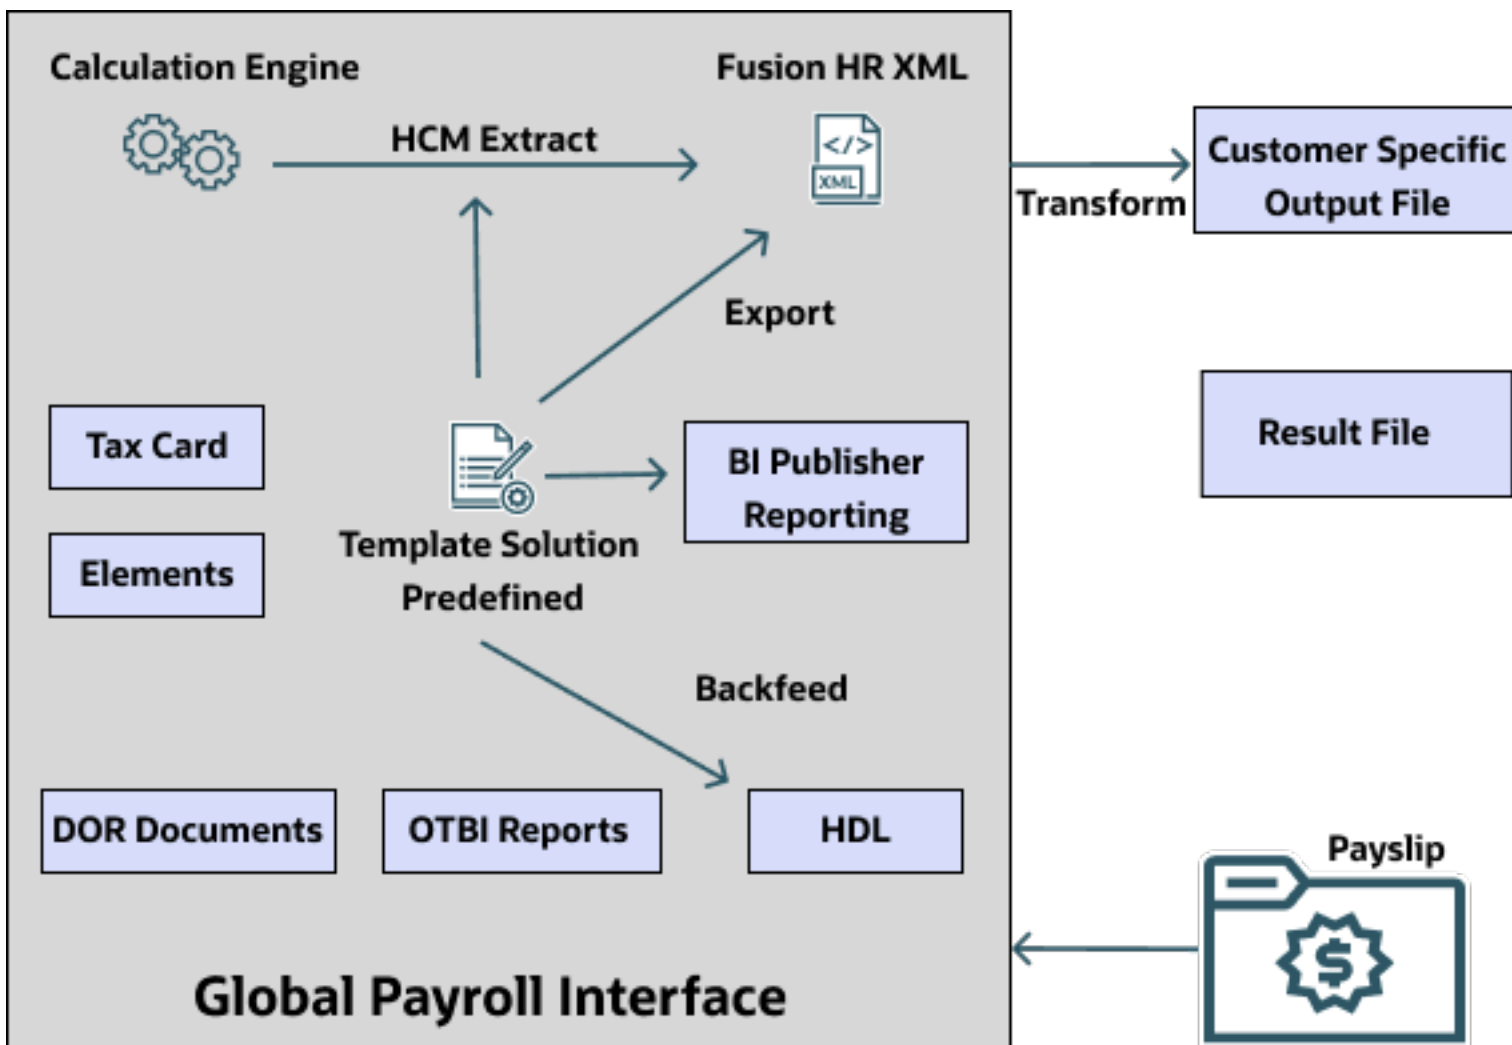 Calculation Engine
Fusion HR XML
HCM Extract
</>
XML
Customer Specific
Output File
Transform
Export
Result File
Tax Card
BI Publisher
Reporting
Elements
Template Solution
Predefined
Backfeed
DOR Documents
OTBI Reports
HDL
Payslip
$
Global Payroll Interface